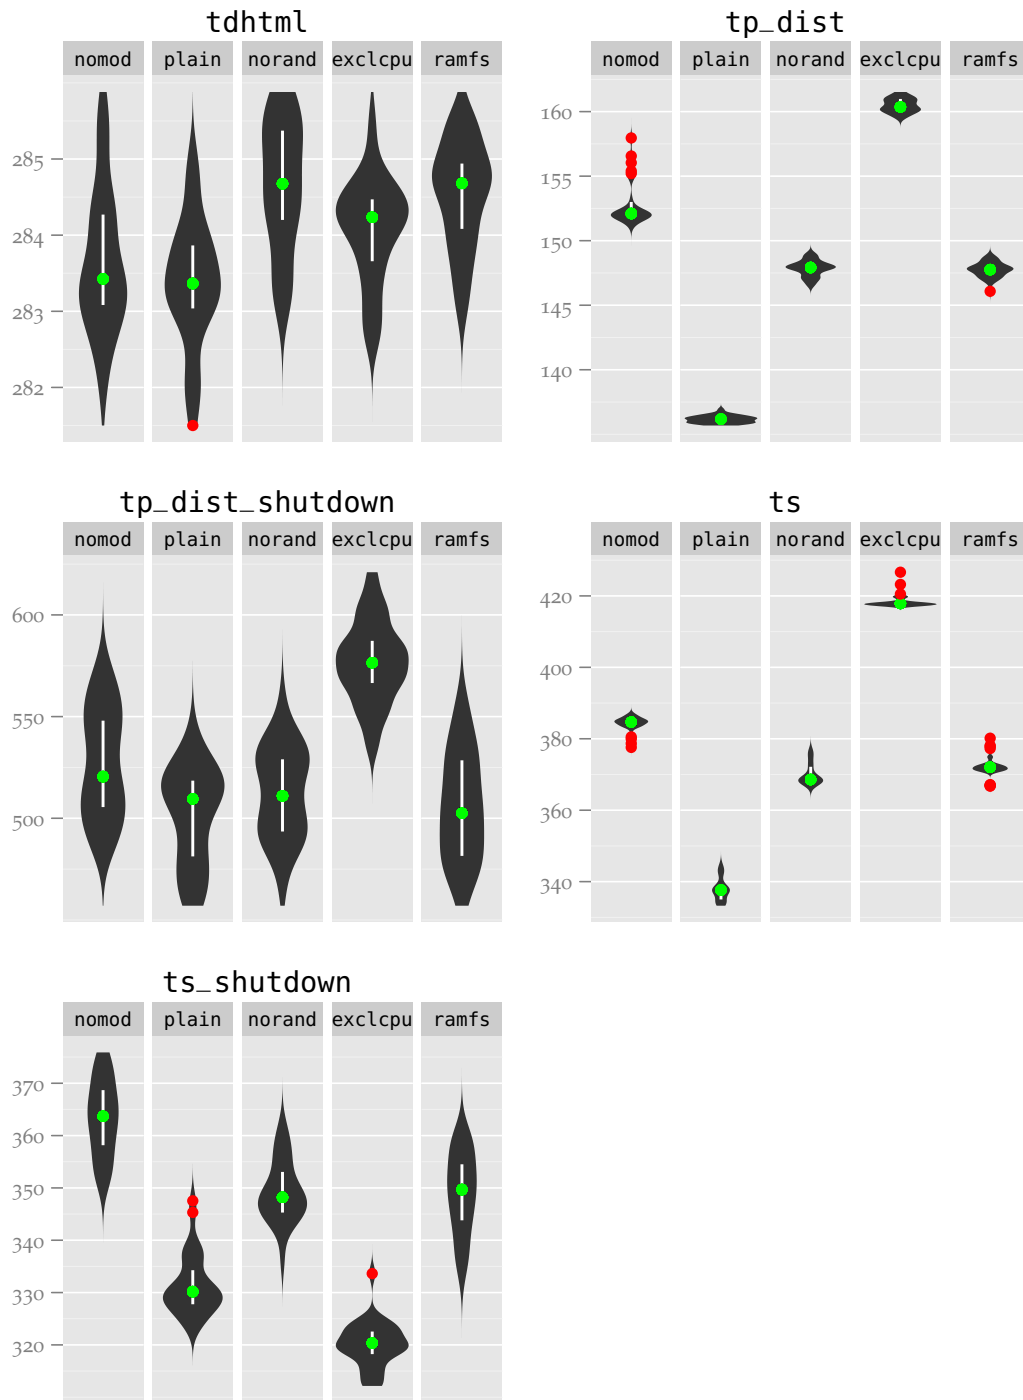 tdhtml
nomod plain norand exclcpu ramfs
285
284
283
282
tp_dist
nomod plain norand exclcpu ramfs
160
155
150
145
140
tp_dist_shutdown
nomod plain norand exclcpu ramfs
600
550
500
ts
nomod plain norand exclcpu ramfs
420
400
380
360
340
ts_shutdown
nomod plain norand exclcpu ramfs
370
360
350
340
330
320